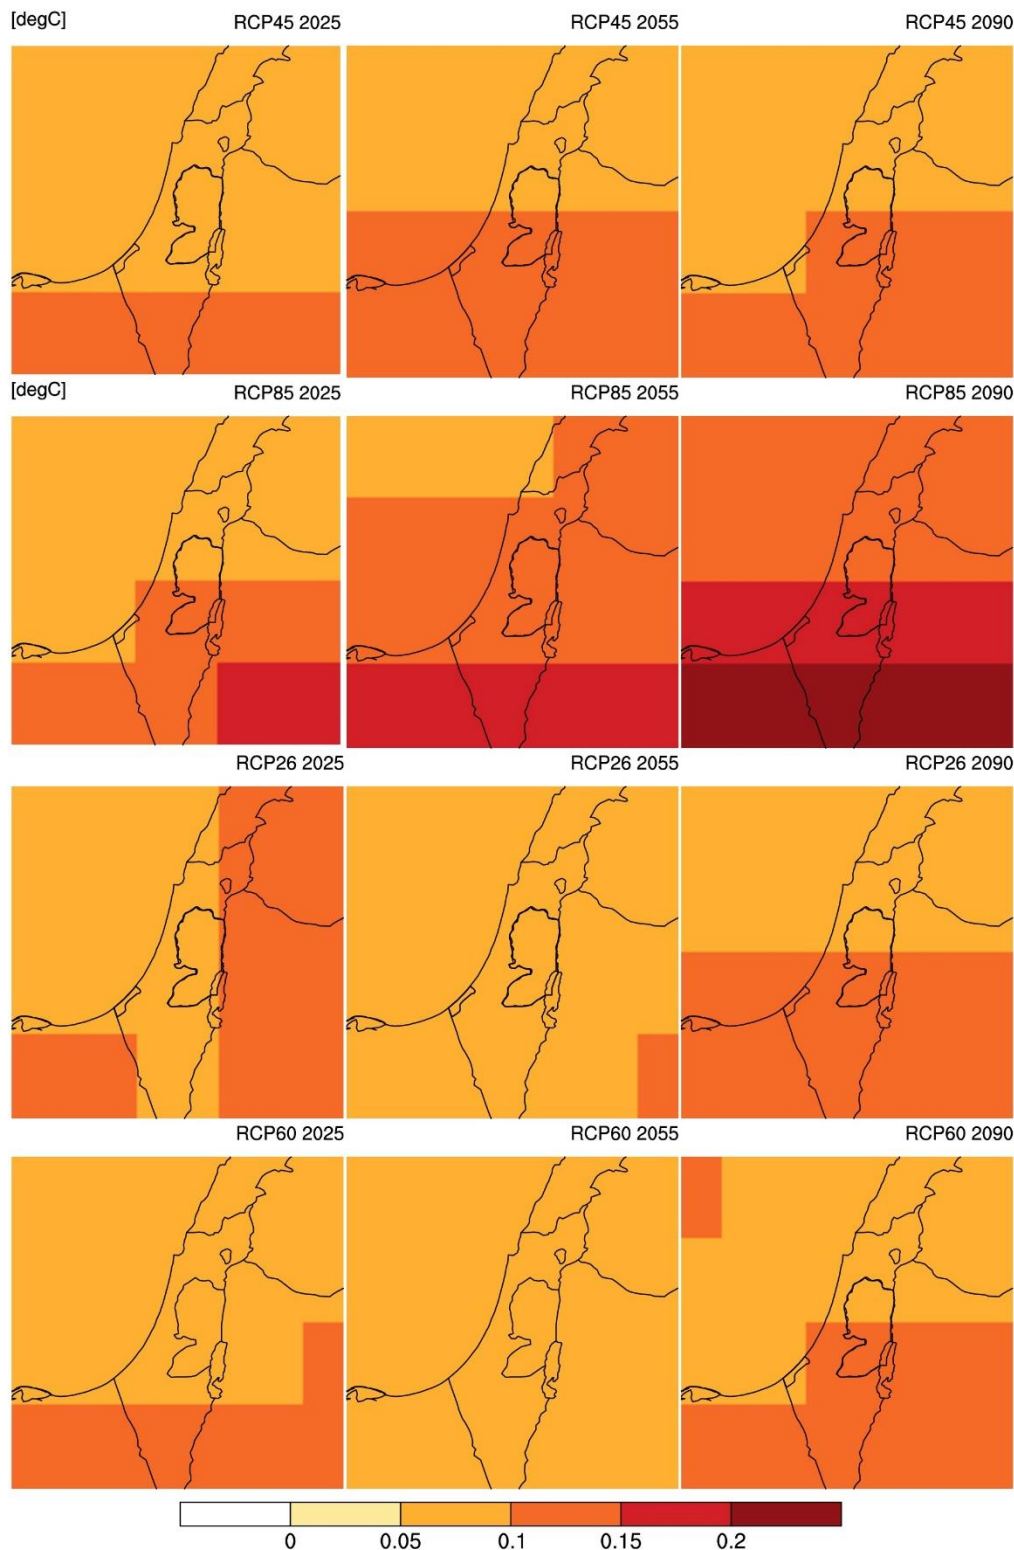 [degC] RCP45 2025 RCP45 2055 RCP45 2090
[degC] RCP85 2025 RCP85 2055 RCP85 2090
RCP26 2025 RCP26 2055 RCP26 2090
RCP60 2025 RCP60 2055 RCP60 2090
0 0.05 0.1 0.15 0.2